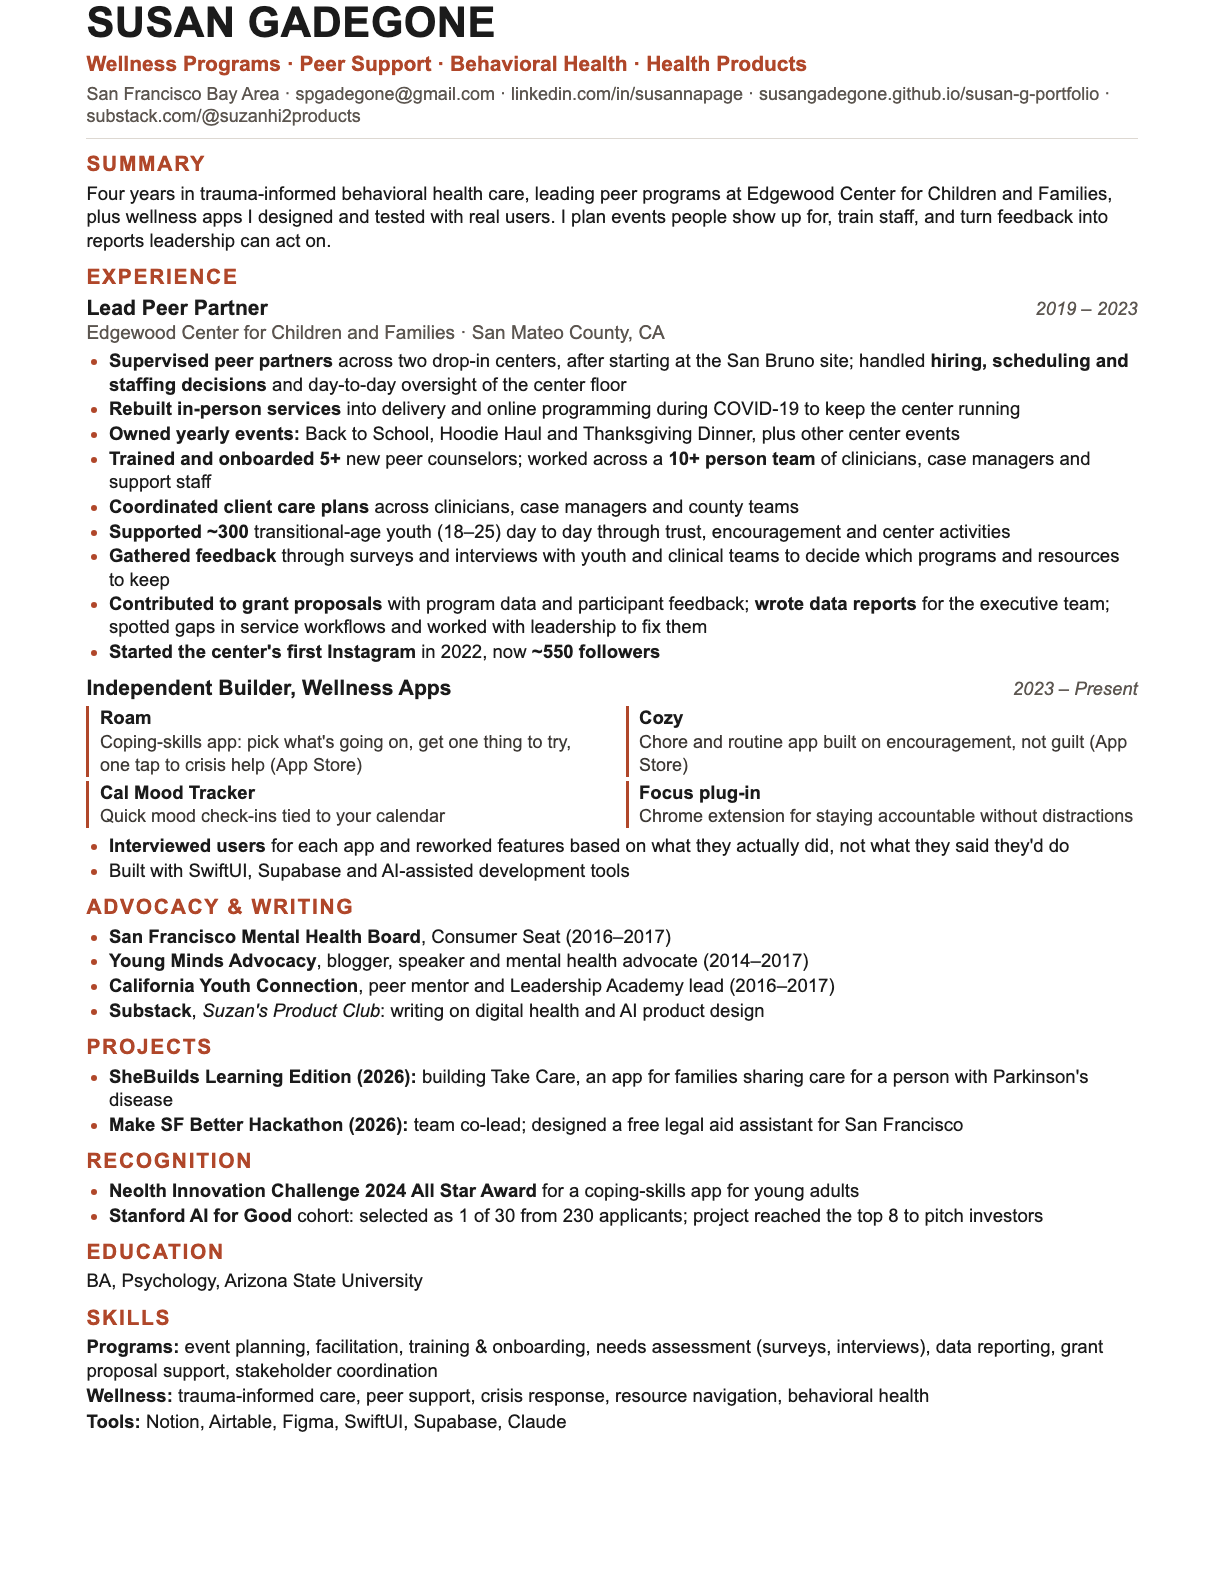 SUSAN GADEGONE
Wellness Programs · Peer Support · Behavioral Health · Health Products
San Francisco Bay Area · spgadegone@gmail.com · linkedin.com/in/susannapage · susangadegone.github.io/susan-g-portfolio ·
substack.com/@suzanhi2products
SUMMARY
Four years in trauma-informed behavioral health care, leading peer programs at Edgewood Center for Children and Families,
plus wellness apps I designed and tested with real users. I plan events people show up for, train staff, and turn feedback into
reports leadership can act on.
EXPERIENCE
Lead Peer Partner 2019 – 2023
Edgewood Center for Children and Families · San Mateo County, CA
• Supervised peer partners across two drop-in centers, after starting at the San Bruno site; handled hiring, scheduling and
staffing decisions and day-to-day oversight of the center floor
• Rebuilt in-person services into delivery and online programming during COVID-19 to keep the center running
• Owned yearly events: Back to School, Hoodie Haul and Thanksgiving Dinner, plus other center events
• Trained and onboarded 5+ new peer counselors; worked across a 10+ person team of clinicians, case managers and
support staff
• Coordinated client care plans across clinicians, case managers and county teams
• Supported ~300 transitional-age youth (18–25) day to day through trust, encouragement and center activities
• Gathered feedback through surveys and interviews with youth and clinical teams to decide which programs and resources
to keep
• Contributed to grant proposals with program data and participant feedback; wrote data reports for the executive team;
spotted gaps in service workflows and worked with leadership to fix them
• Started the center's first Instagram in 2022, now ~550 followers
Independent Builder, Wellness Apps 2023 – Present
Roam
Coping-skills app: pick what's going on, get one thing to try,
one tap to crisis help (App Store)
Cozy
Chore and routine app built on encouragement, not guilt (App
Store)
Cal Mood Tracker
Quick mood check-ins tied to your calendar
Focus plug-in
Chrome extension for staying accountable without distractions
• Interviewed users for each app and reworked features based on what they actually did, not what they said they'd do
• Built with SwiftUI, Supabase and AI-assisted development tools
ADVOCACY & WRITING
• San Francisco Mental Health Board, Consumer Seat (2016–2017)
• Young Minds Advocacy, blogger, speaker and mental health advocate (2014–2017)
• California Youth Connection, peer mentor and Leadership Academy lead (2016–2017)
• Substack, Suzan's Product Club: writing on digital health and AI product design
PROJECTS
• SheBuilds Learning Edition (2026): building Take Care, an app for families sharing care for a person with Parkinson's
disease
• Make SF Better Hackathon (2026): team co-lead; designed a free legal aid assistant for San Francisco
RECOGNITION
• Neolth Innovation Challenge 2024 All Star Award for a coping-skills app for young adults
• Stanford AI for Good cohort: selected as 1 of 30 from 230 applicants; project reached the top 8 to pitch investors
EDUCATION
BA, Psychology, Arizona State University
SKILLS
Programs: event planning, facilitation, training & onboarding, needs assessment (surveys, interviews), data reporting, grant
proposal support, stakeholder coordination
Wellness: trauma-informed care, peer support, crisis response, resource navigation, behavioral health
Tools: Notion, Airtable, Figma, SwiftUI, Supabase, Claude